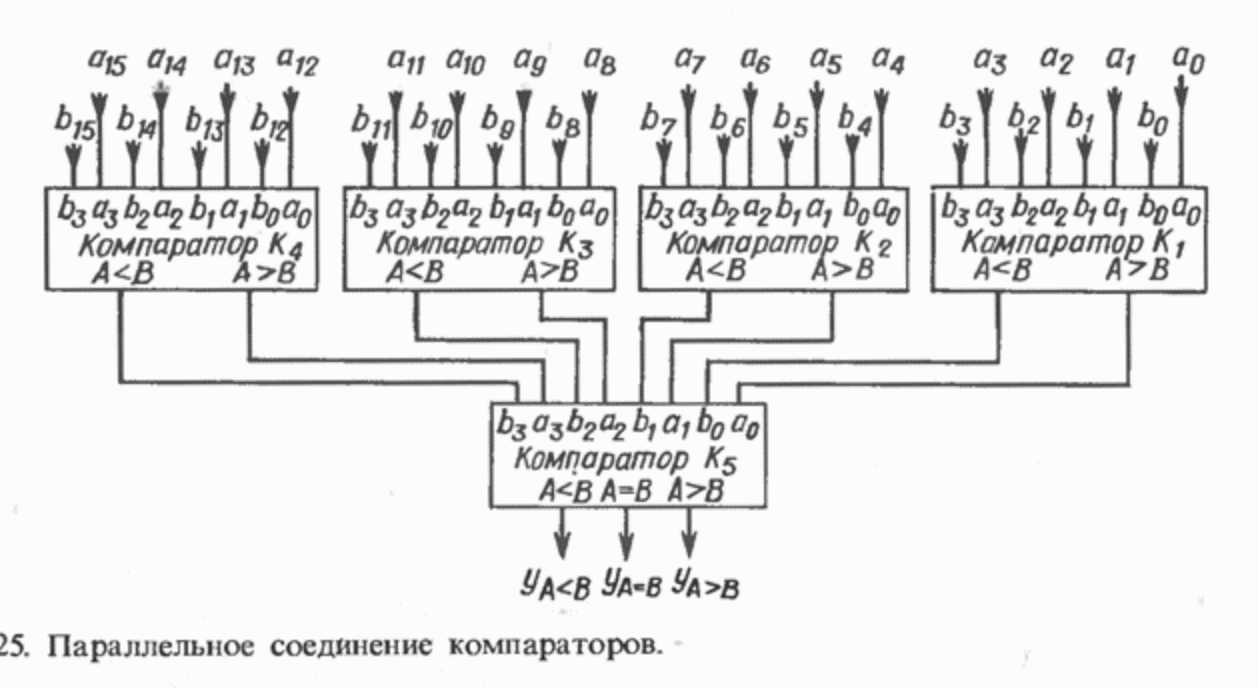 a15 a14 a13 a12 a11 a10 a9 a8 a7 a6 a5 a4 a3 a2 a1 a0
b15 b14 b13 b12 b11 b10 b9 b8 b7 b6 b5 b4 b3 b2 b1 b0
b3 a3 b2 a2 b1 a1 b0 a0 b3 a3 b2 a2 b1 a1 b0 a0 b3 a3 b2 a2 b1 a1 b0 a0 b3 a3 b2 a2 b1 a1 b0 a0
Компаратор K4 Компаратор K3 Компаратор K2 Компаратор K1
A<B A>B A<B A>B A<B A>B A<B A>B
b3 a3 b2 a2 b1 a1 b0 a0
Компаратор K5
A<B A=B A>B
yA<B yA=B yA>B
25. Параллельное соединение компараторов.